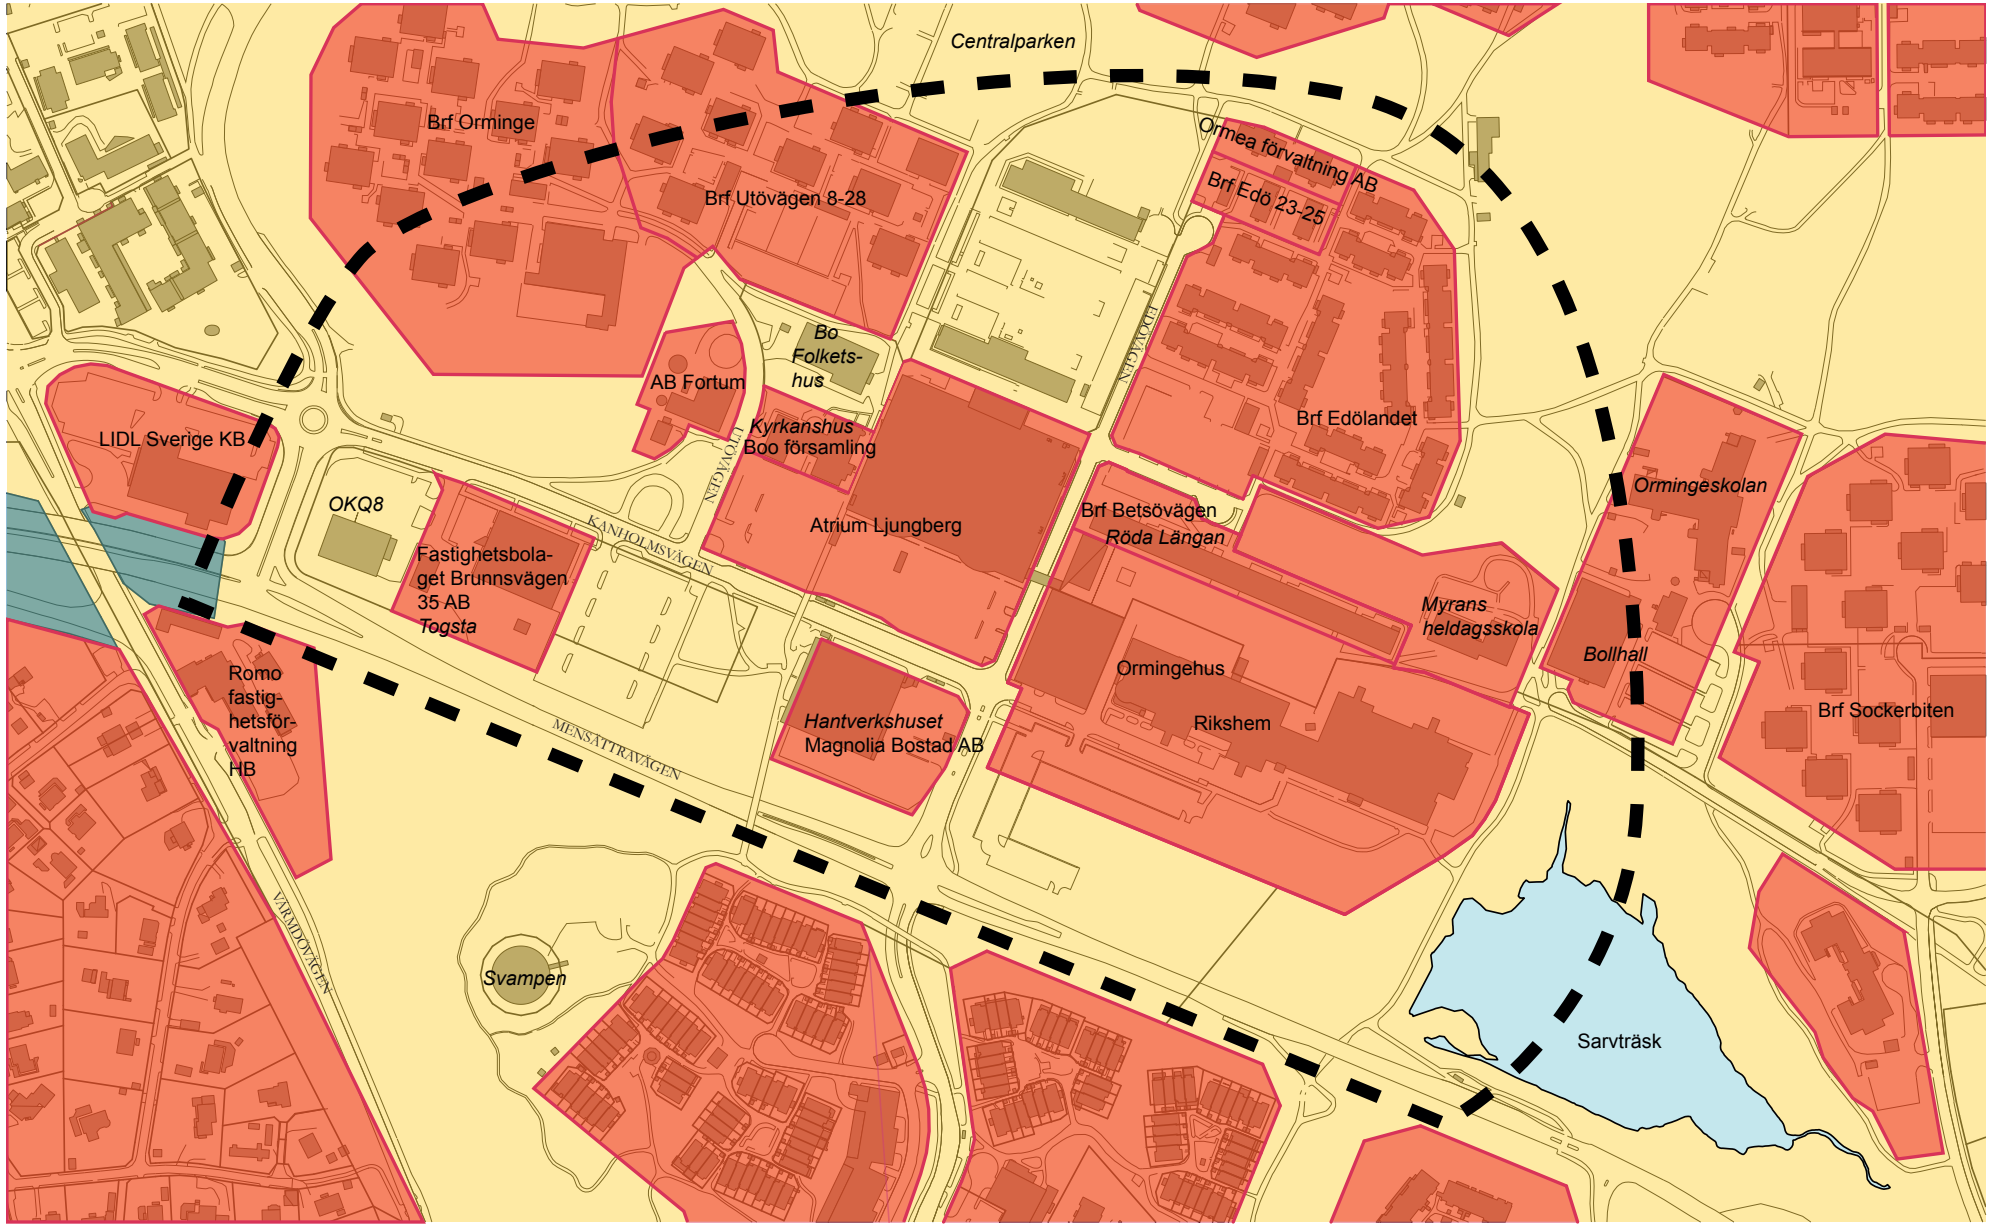 Centralparken
Brf Orminge
Ormea förvaltning AB
Brf Utövägen 8-28
Brf Edö 23-25
EDÖVÄGEN
Bo
Folkets-
hus
AB Fortum
Brf Edölandet
LIDL Sverige KB
Kyrkanshus
Boo församling
UTÖVÄGEN
OKQ8
Ormingeskolan
KANHOLMSVÄGEN
Atrium Ljungberg
Brf Betsövägen
Röda Längan
Fastighetsbola-
get Brunnsvägen
35 AB
Togsta
Myrans
heldagsskola
Bollhall
Romo
fastig-
hetsför-
valtning
HB
Ormingehus
Rikshem
Brf Sockerbiten
Hantverkshuset
Magnolia Bostad AB
MENSÄTTRAVÄGEN
VÄRMDÖVÄGEN
Svampen
Sarvträsk